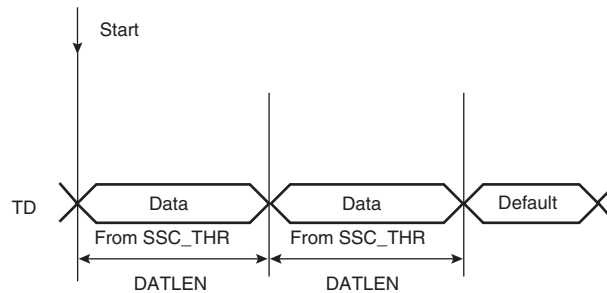 Start
TD
Data
Data
Default
From SSC_THR
From SSC_THR
DATLEN
DATLEN